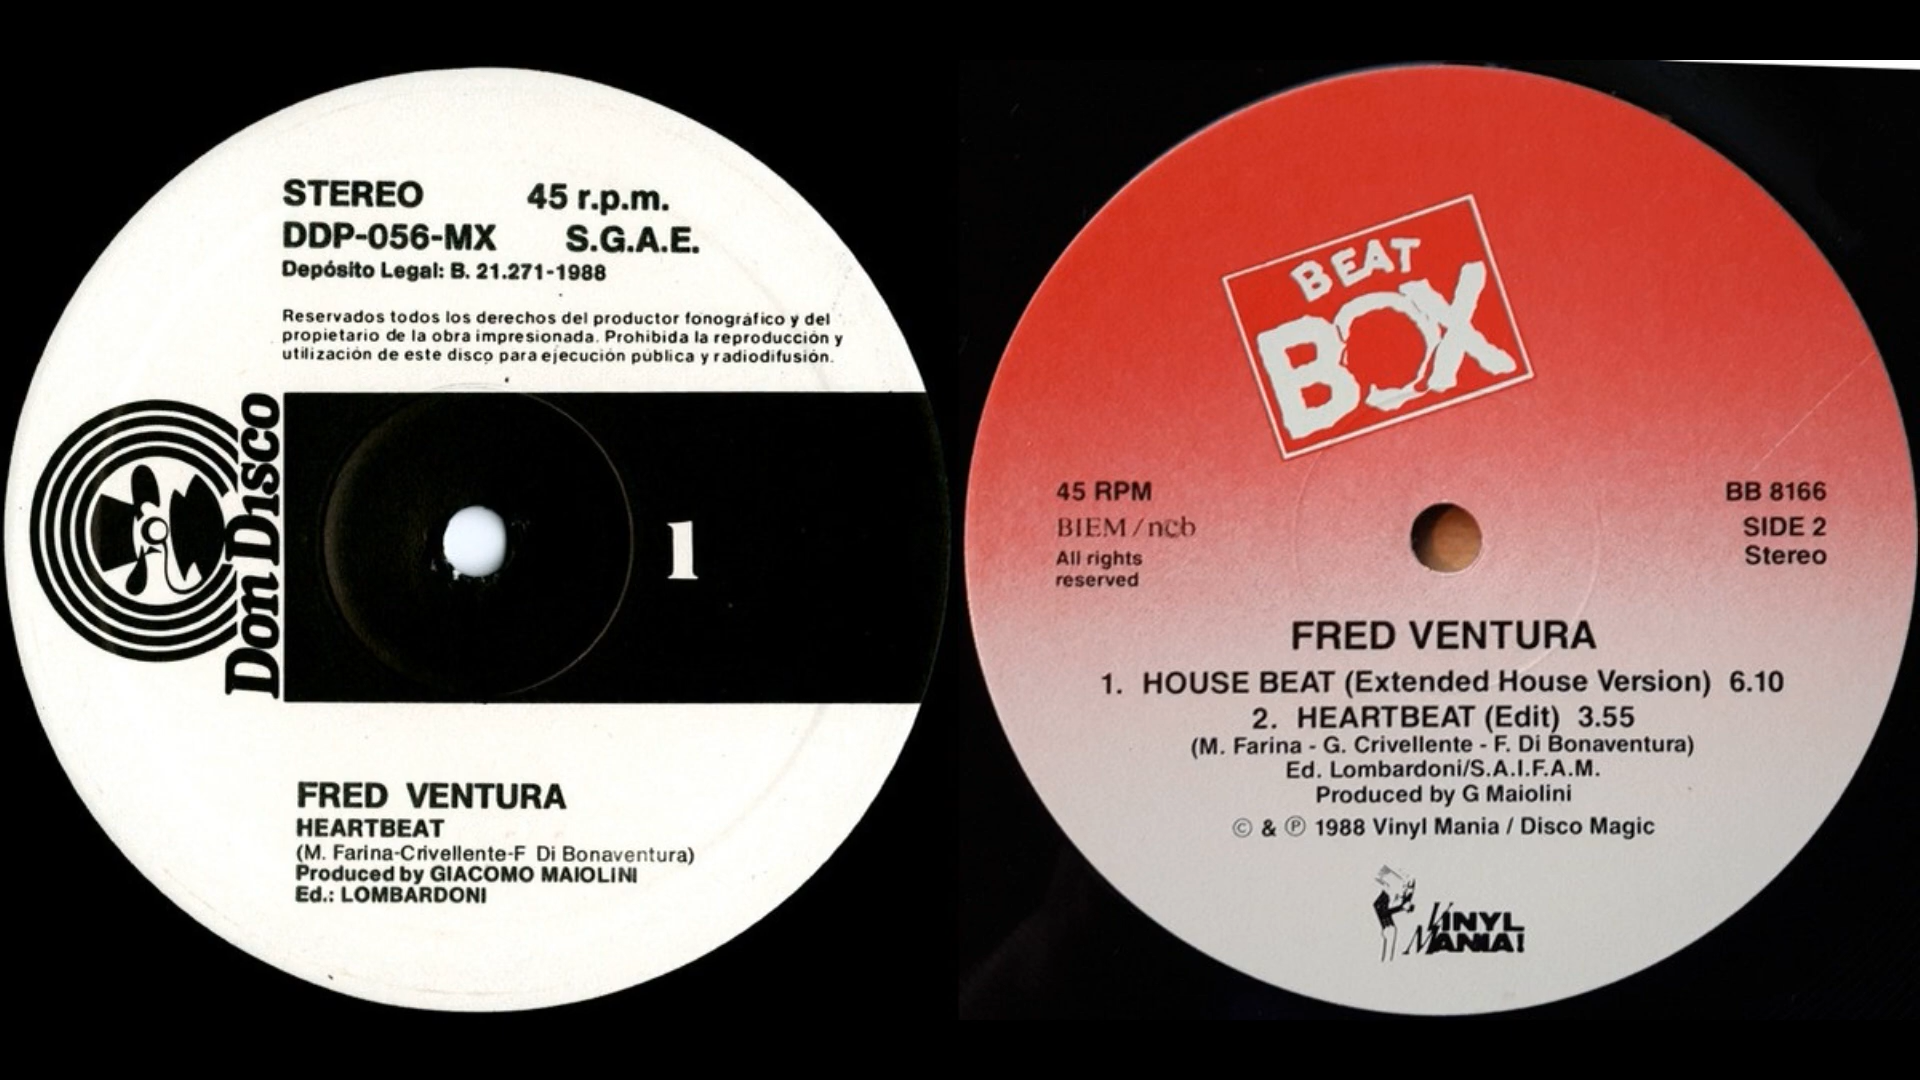 STEREO 45 r.p.m.
DDP-056-MX S.G.A.E.
Depósito Legal: B. 21.271-1988
Reservados todos los derechos del productor fonográfico y del
propietario de la obra impresionada. Prohibida la reproducción y
utilización de este disco para ejecución pública y radiodifusión.
Don Disco
1
FRED VENTURA
HEARTBEAT
(M. Farina-Crivellente-F Di Bonaventura)
Produced by GIACOMO MAIOLINI
Ed.: LOMBARDONI
BEAT
BOX
45 RPM
BIEM / ncb
All rights
reserved
BB 8166
SIDE 2
Stereo
FRED VENTURA
1. HOUSE BEAT (Extended House Version) 6.10
2. HEARTBEAT (Edit) 3.55
(M. Farina - G. Crivellente - F. Di Bonaventura)
Ed. Lombardoni/S.A.I.F.A.M.
Produced by G Maiolini
© & ℗ 1988 Vinyl Mania / Disco Magic
VINYL
MANIA!